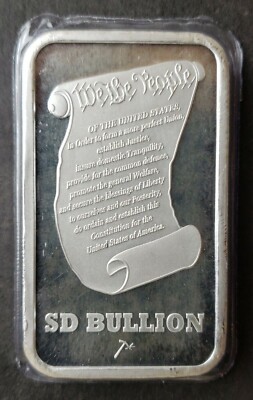 We the People
OF THE UNITED STATES,
in Order to form a more perfect Union,
establish Justice,
insure domestic Tranquility,
provide for the common defence,
promote the general Welfare,
and secure the blessings of Liberty
to ourselves and our Posterity,
do ordain and establish this
Constitution for the
United States of America.
SD BULLION